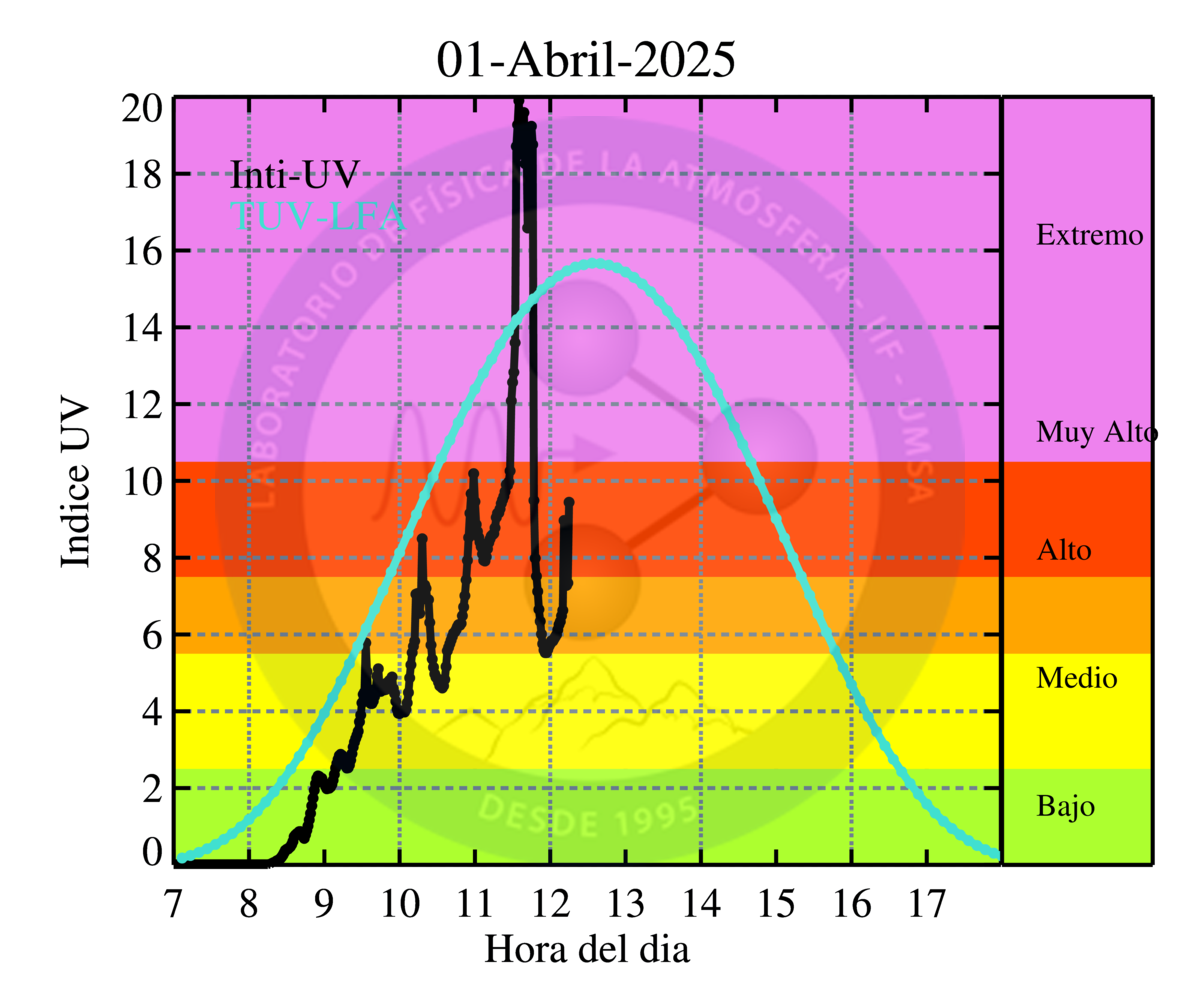 01-Abril-2025
Inti-UV
TUV-LFA
LABORATORIO DE FÍSICA DE LA ATMÓSFERA - IIF - UMSA
DESDE 1995
Indice UV
20
18
16
14
12
10
8
6
4
2
0
Extremo
Muy Alto
Alto
Medio
Bajo
7 8 9 10 11 12 13 14 15 16 17
Hora del dia